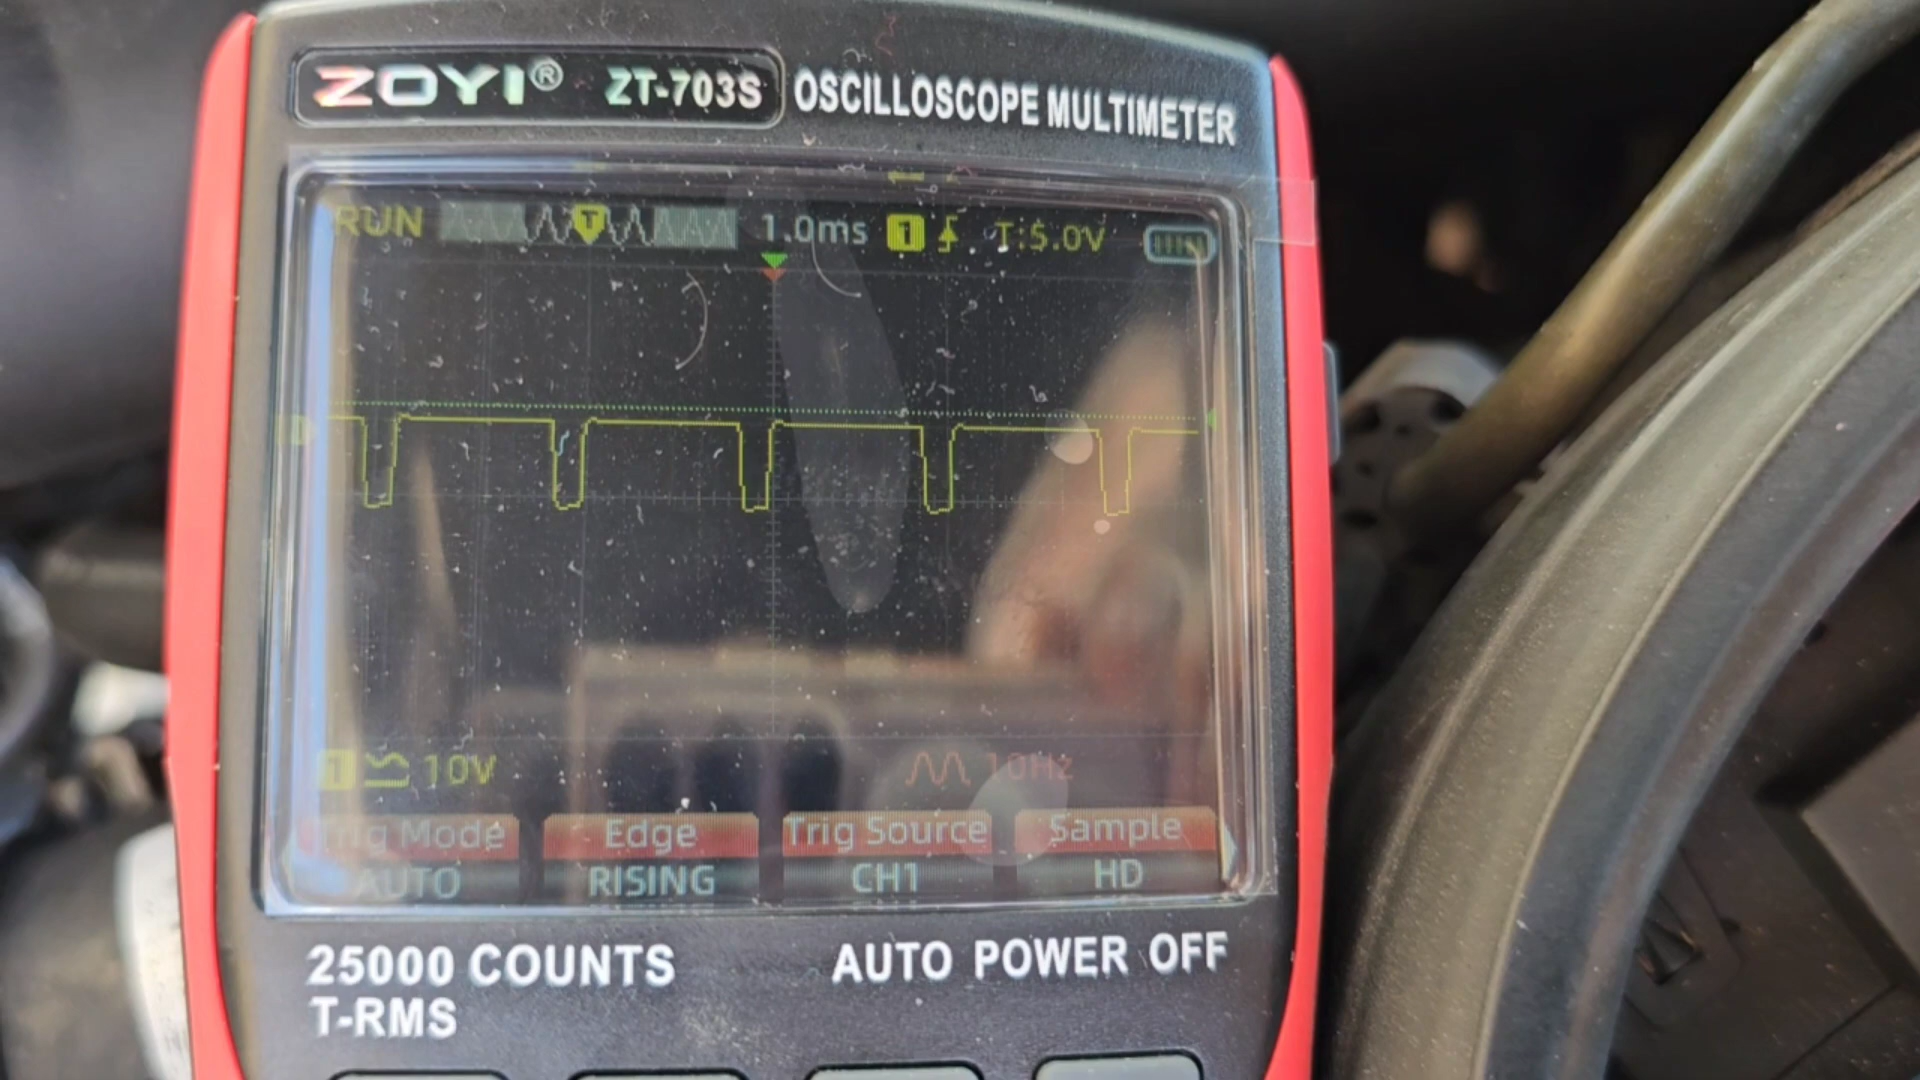 ZOYI® ZT-703S OSCILLOSCOPE MULTIMETER
RUN T 1.0ms 1 T:5.0V
1 10V 10Hz
Trig Mode Edge Trig Source Sample
AUTO RISING CH1 HD
25000 COUNTS AUTO POWER OFF
T-RMS